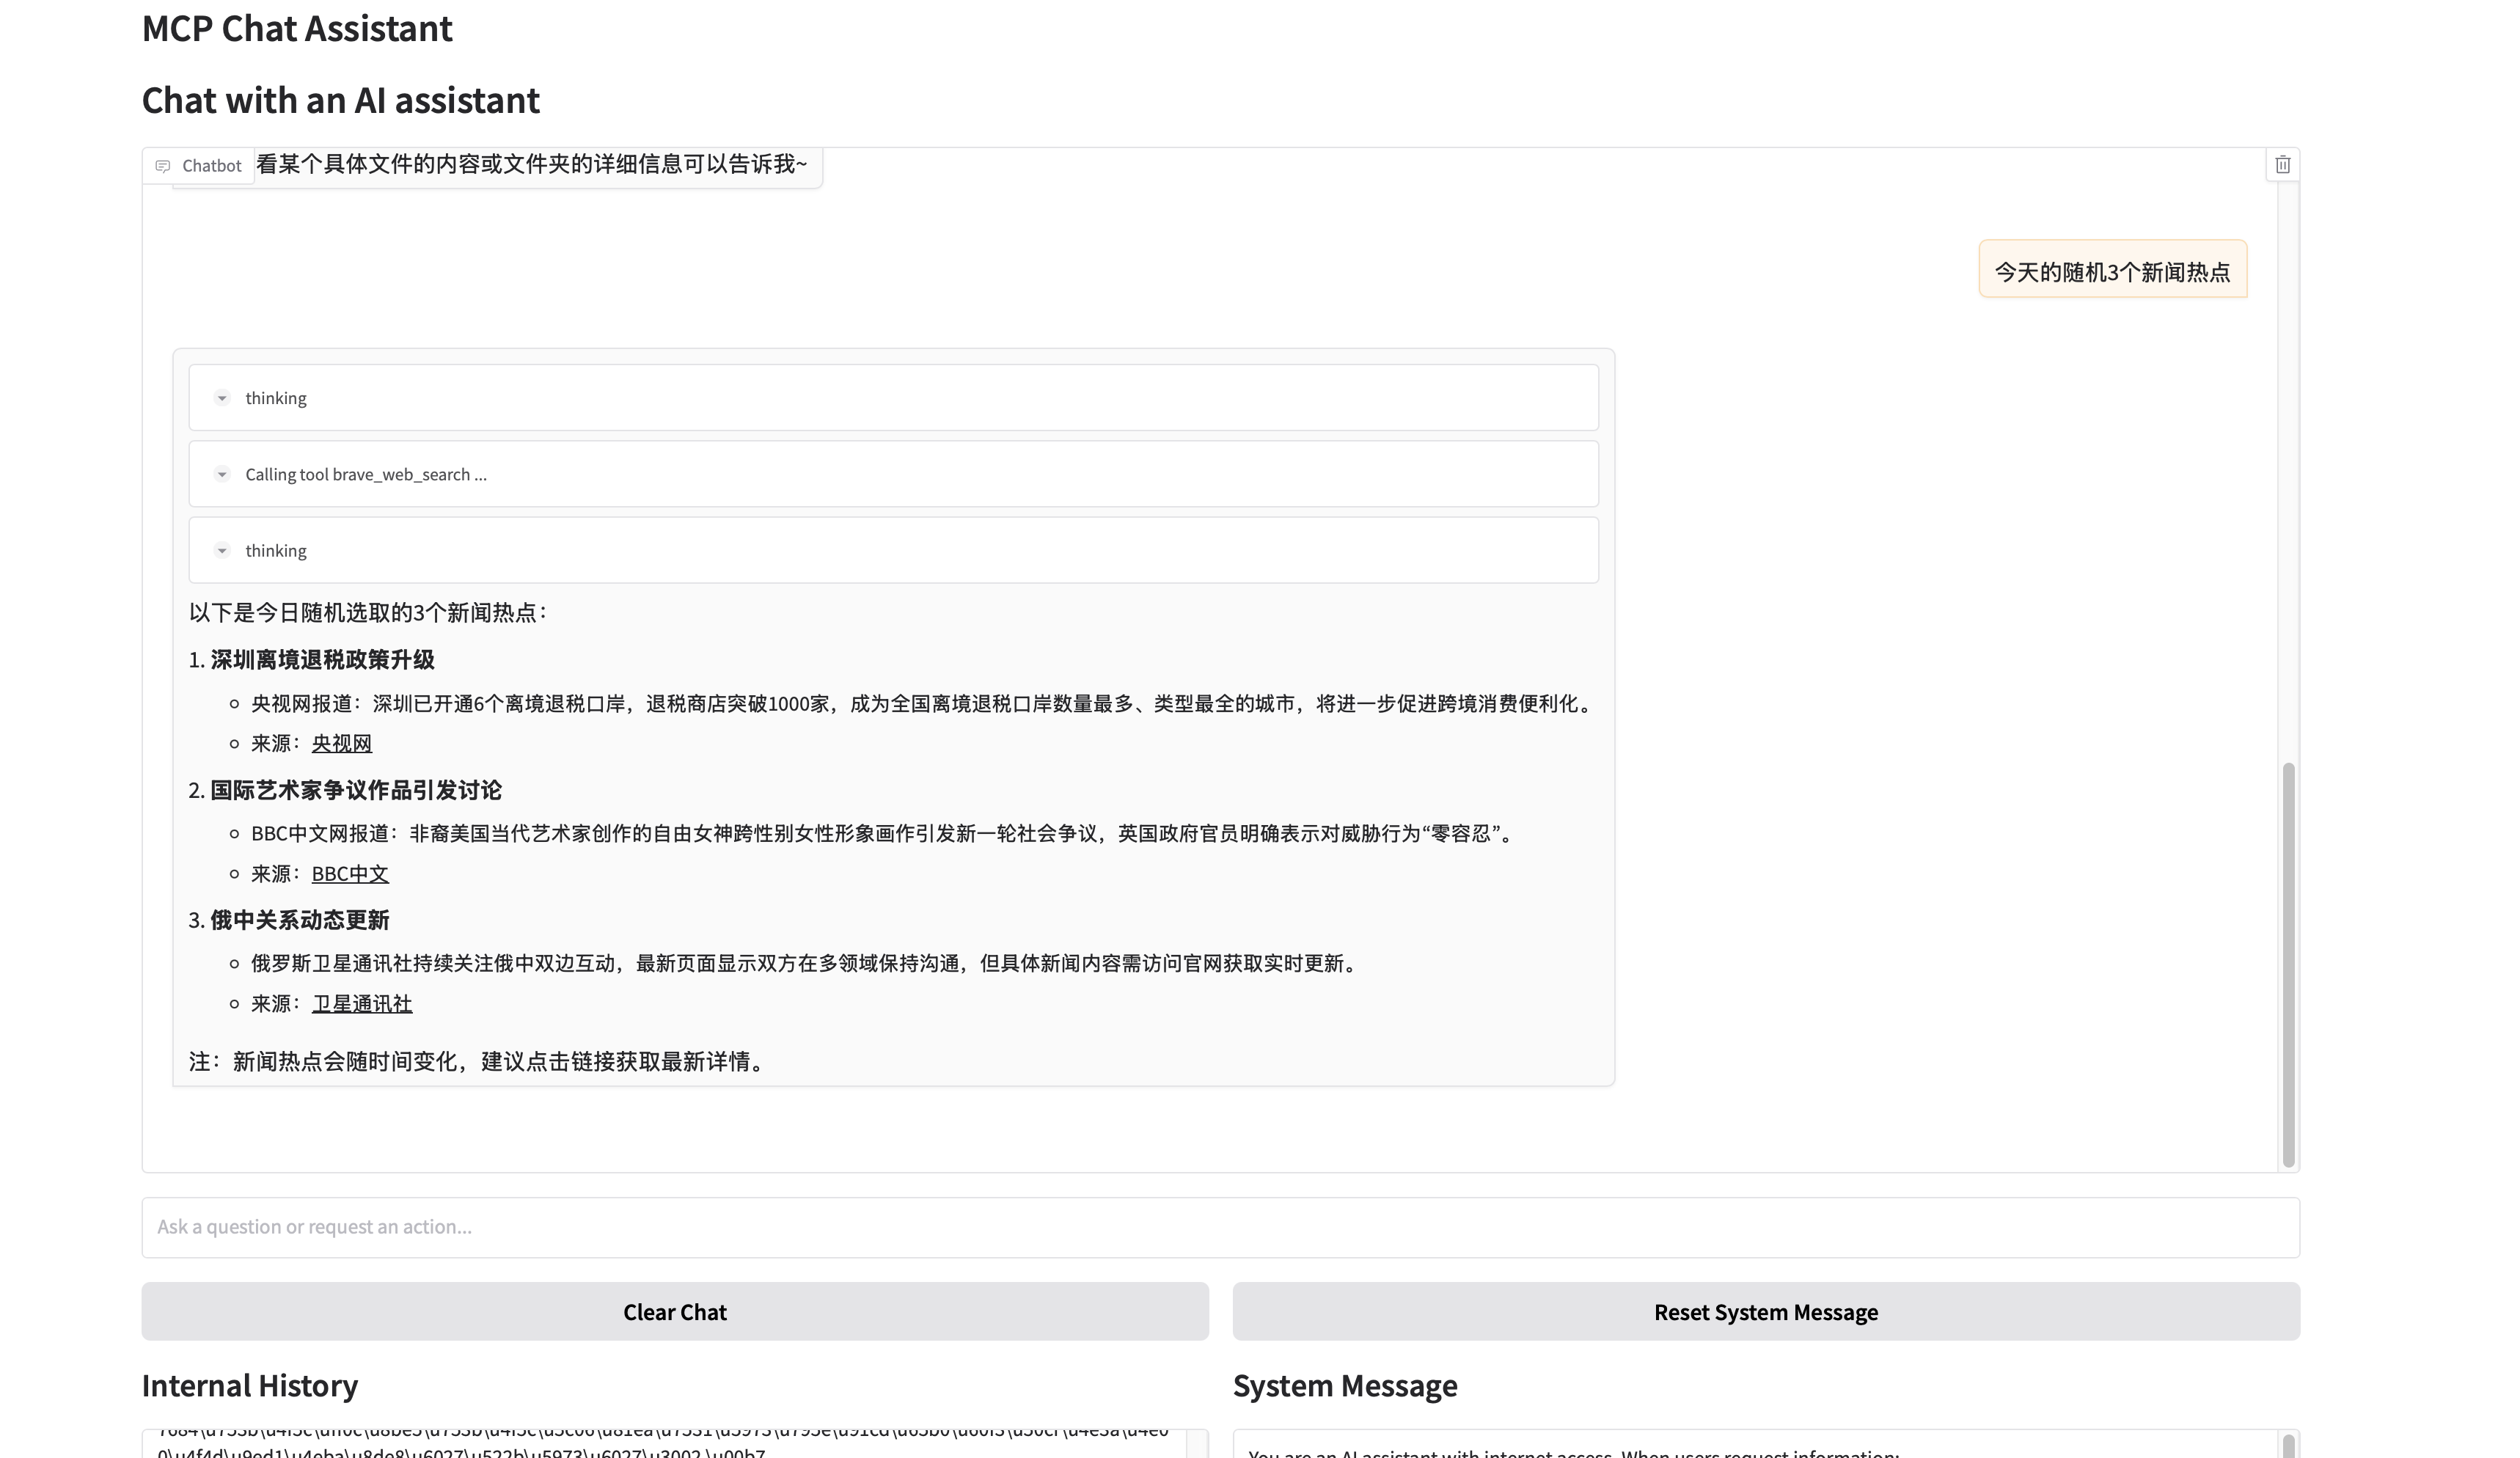 MCP Chat Assistant
Chat with an AI assistant
Chatbot
看某个具体文件的内容或文件夹的详细信息可以告诉我~
今天的随机3个新闻热点
thinking
Calling tool brave_web_search ...
thinking
以下是今日随机选取的3个新闻热点：
1. 深圳离境退税政策升级
央视网报道：深圳已开通6个离境退税口岸，退税商店突破1000家，成为全国离境退税口岸数量最多、类型最全的城市，将进一步促进跨境消费便利化。
来源：央视网
2. 国际艺术家争议作品引发讨论
BBC中文网报道：非裔美国当代艺术家创作的自由女神跨性别女性形象画作引发新一轮社会争议，英国政府官员明确表示对威胁行为“零容忍”。
来源：BBC中文
3. 俄中关系动态更新
俄罗斯卫星通讯社持续关注俄中双边互动，最新页面显示双方在多领域保持沟通，但具体新闻内容需访问官网获取实时更新。
来源：卫星通讯社
注：新闻热点会随时间变化，建议点击链接获取最新详情。
Ask a question or request an action...
Clear Chat
Reset System Message
Internal History
System Message
You are an AI assistant with internet access. When users request information: